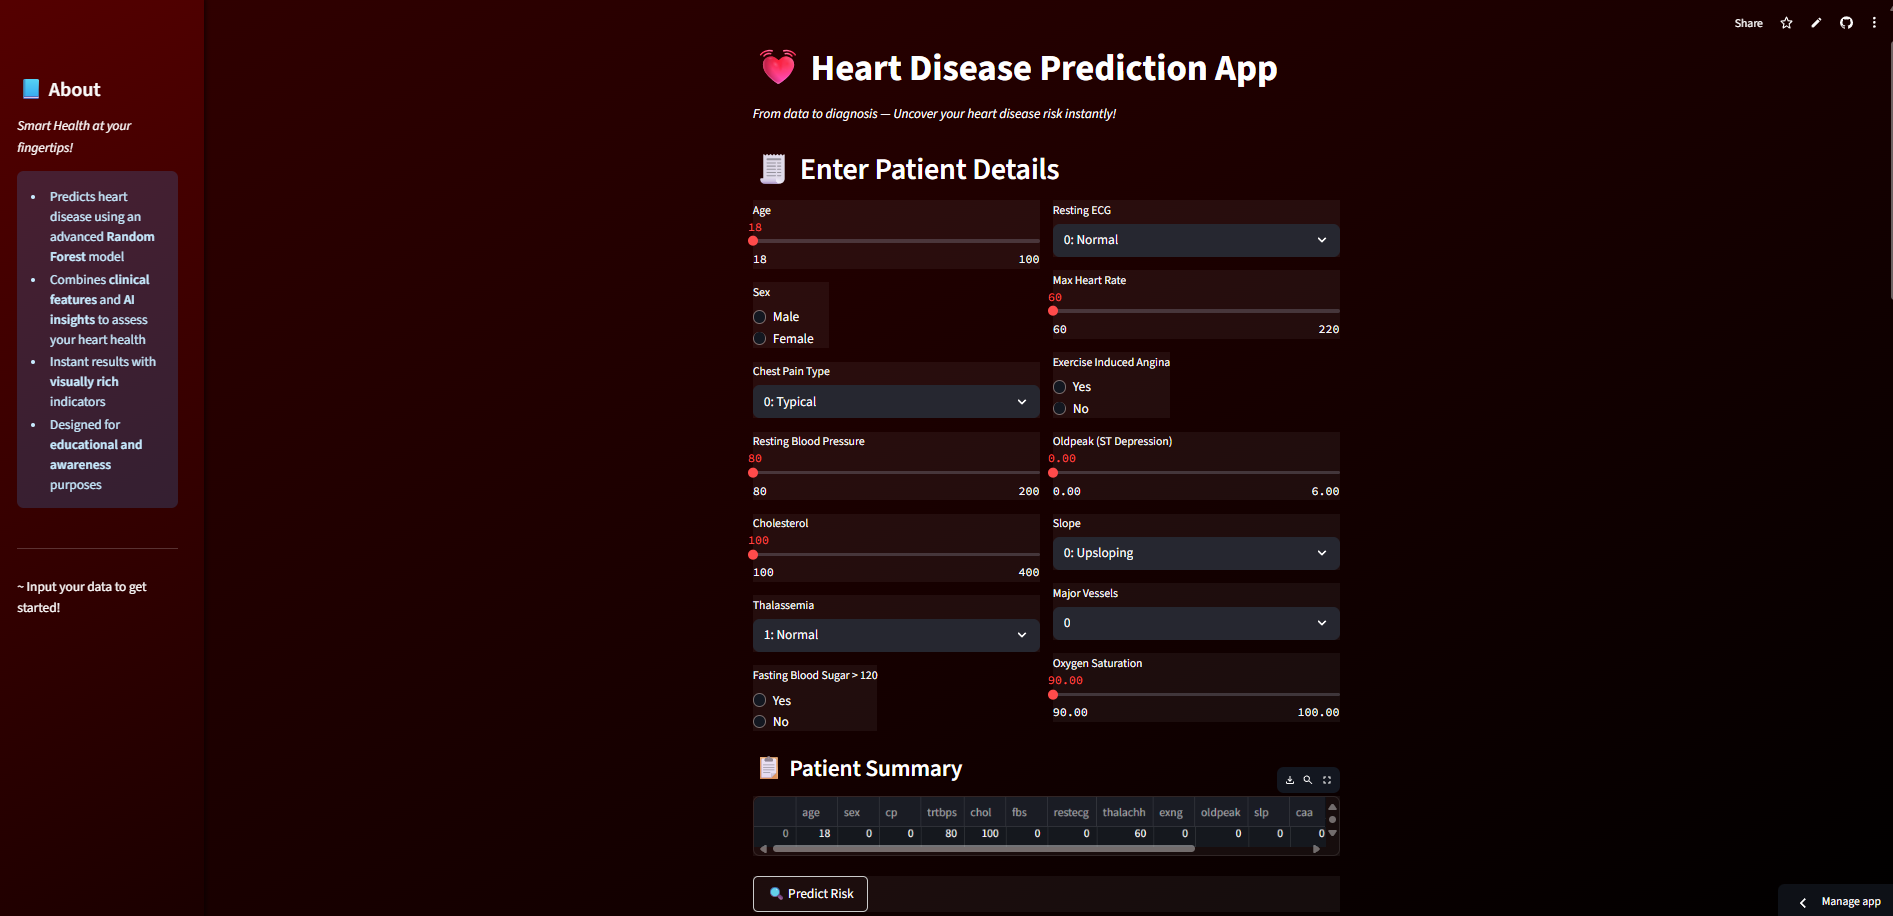 Share
About
Smart Health at your
fingertips!
• Predicts heart
disease using an
advanced Random
Forest model
• Combines clinical
features and AI
insights to assess
your heart health
• Instant results with
visually rich
indicators
• Designed for
educational and
awareness
purposes
~ Input your data to get
started!
Heart Disease Prediction App
From data to diagnosis — Uncover your heart disease risk instantly!
Enter Patient Details
Age
18
18 100
Sex
Male
Female
Chest Pain Type
0: Typical
Resting Blood Pressure
80
80 200
Cholesterol
100
100 400
Thalassemia
1: Normal
Fasting Blood Sugar > 120
Yes
No
Resting ECG
0: Normal
Max Heart Rate
60
60 220
Exercise Induced Angina
Yes
No
Oldpeak (ST Depression)
0.00
0.00 6.00
Slope
0: Upsloping
Major Vessels
0
Oxygen Saturation
90.00
90.00 100.00
Patient Summary
age sex cp trtbps chol fbs restecg thalachh exng oldpeak slp caa
0 18 0 0 80 100 0 0 60 0 0 0 0
Predict Risk
Manage app